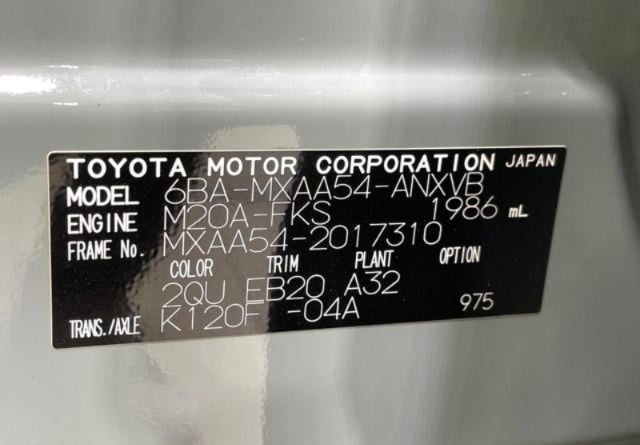 TOYOTA MOTOR CORPORATION JAPAN
MODEL 6BA-MXAA54-ANXVB
ENGINE M20A-FKS 1986 mL
FRAME No. MXAA54-2017310
COLOR TRIM PLANT OPTION
2QU EB20 A32
TRANS./AXLE K120F -04A 975